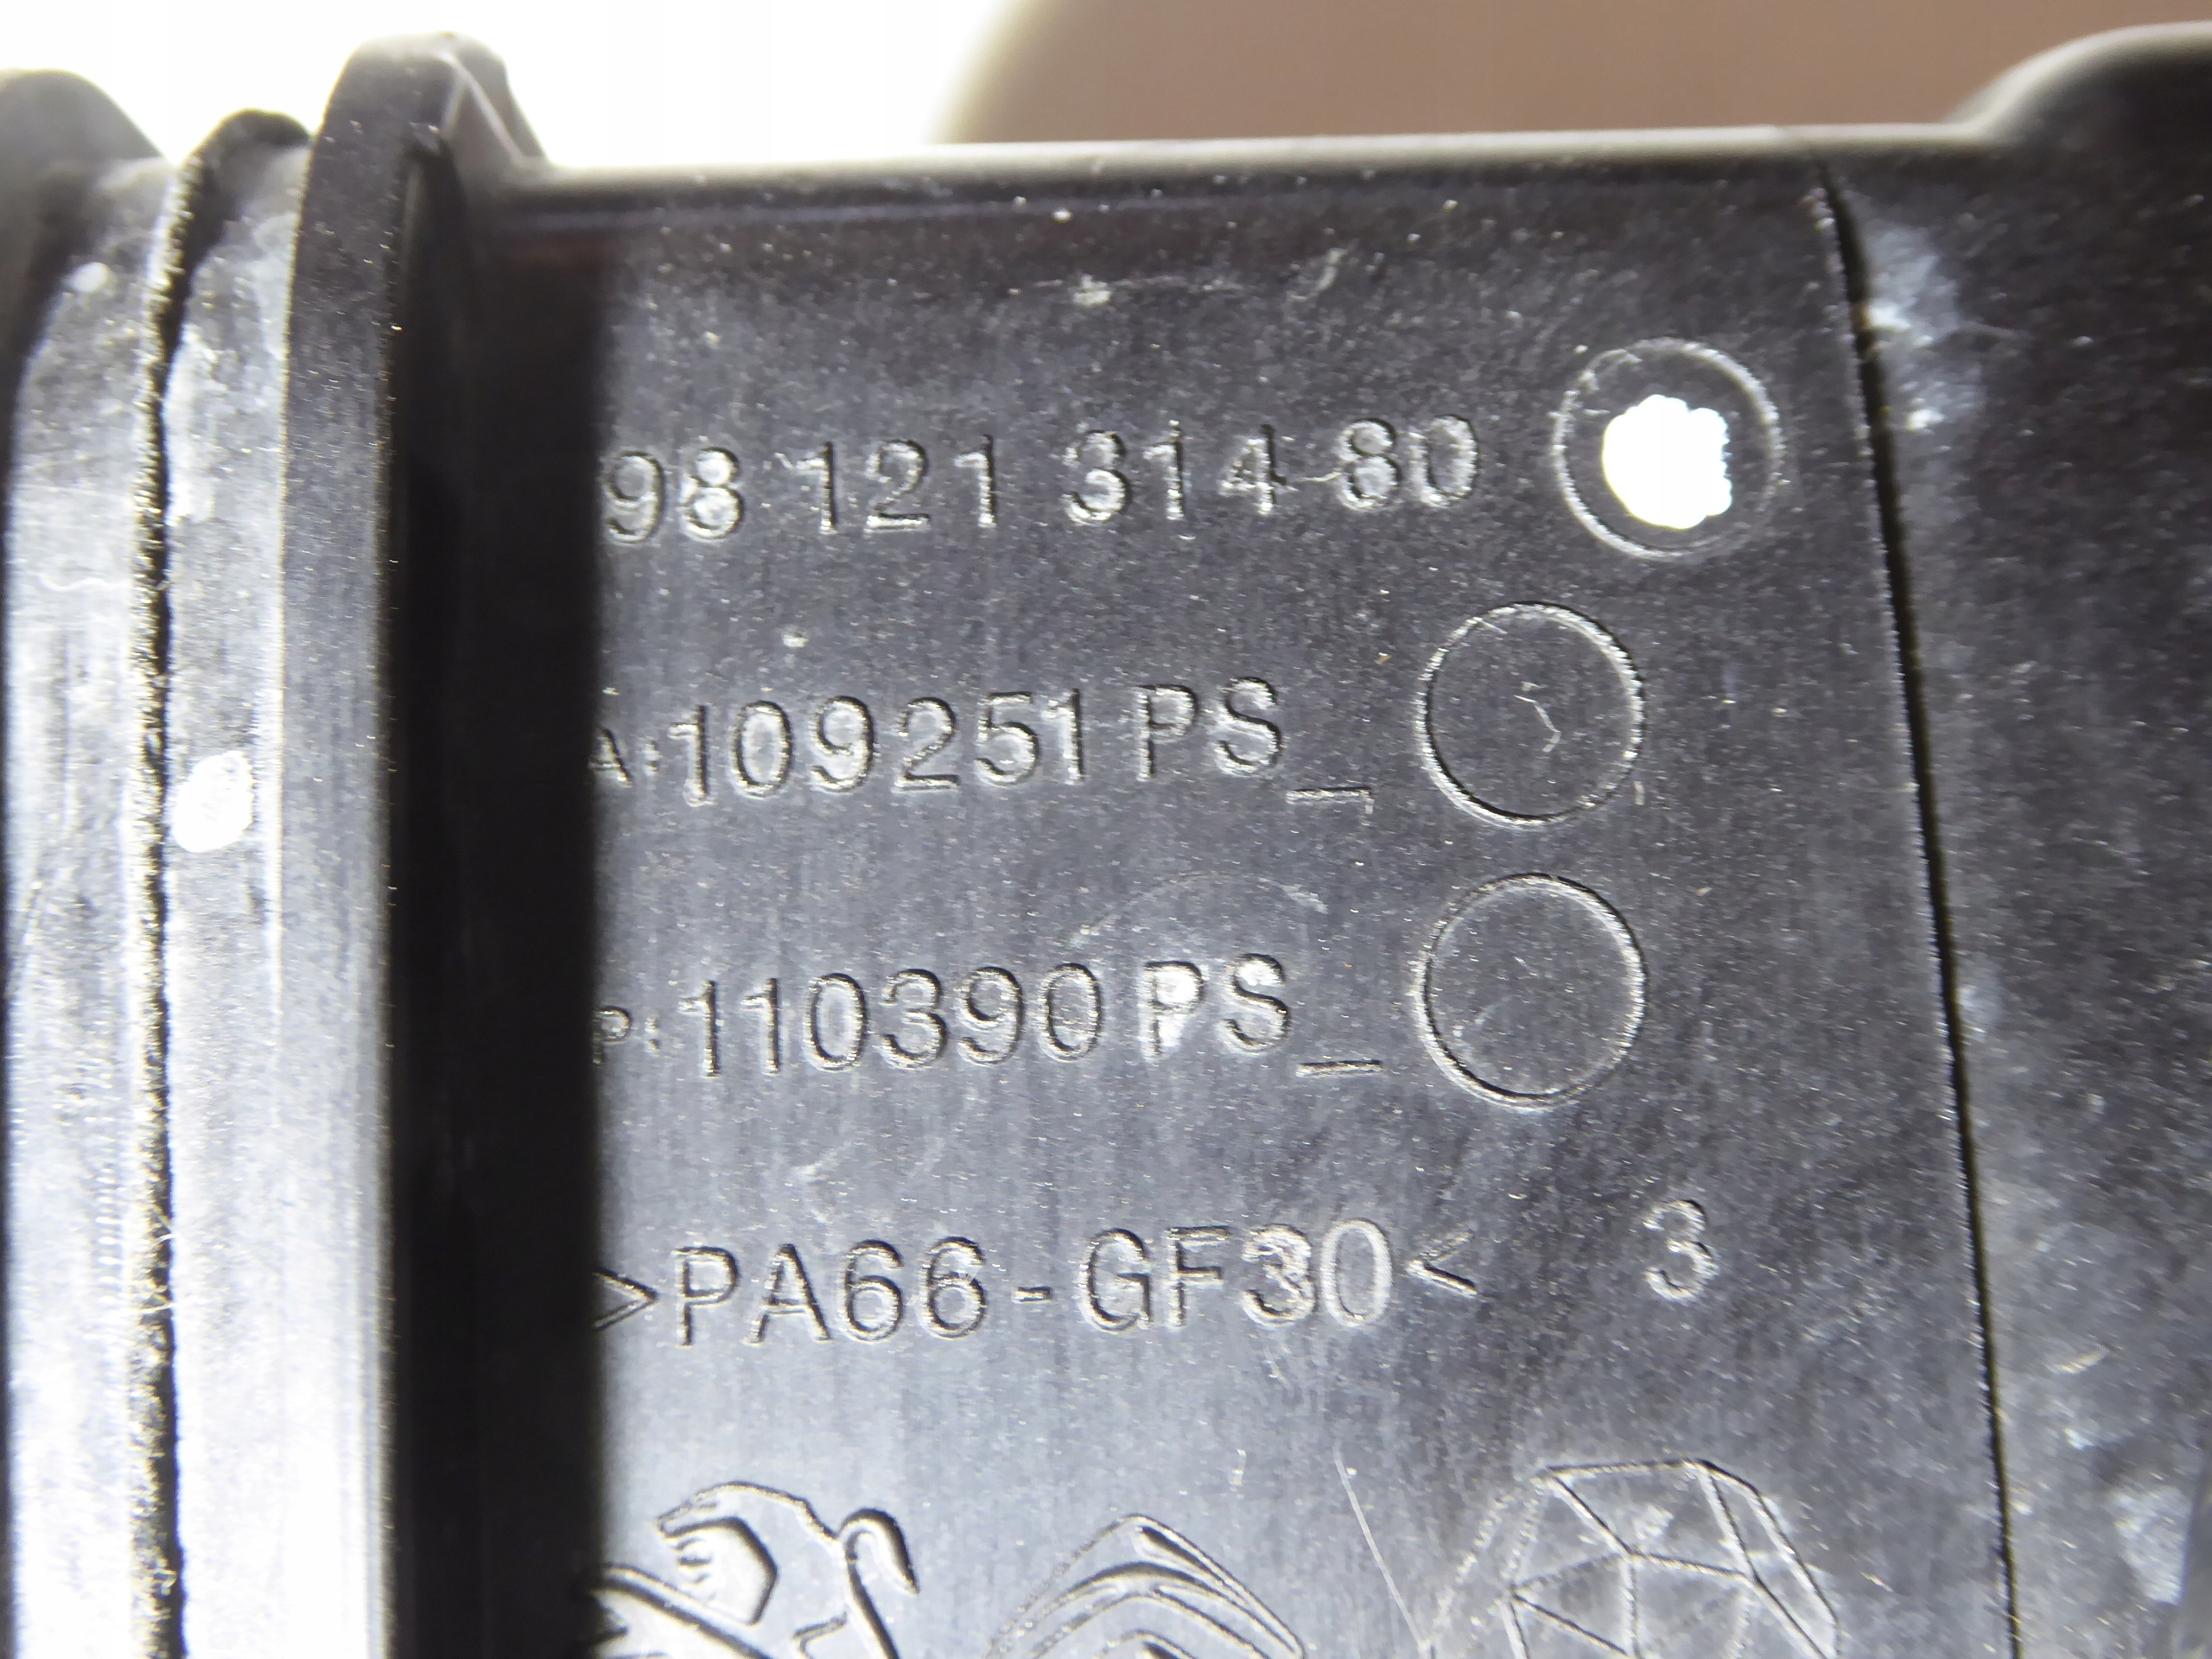 98 121 314 80
A:109251 PS_
P:110390 PS_
>PA66-GF30< 3